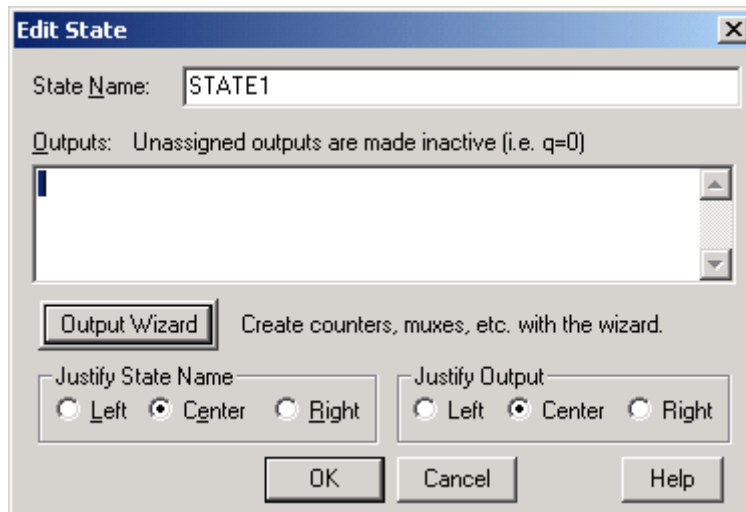 Edit State
State Name: STATE1
Outputs: Unassigned outputs are made inactive (i.e. q=0)
Output Wizard Create counters, muxes, etc. with the wizard.
Justify State Name Justify Output
Left Center Right Left Center Right
OK Cancel Help